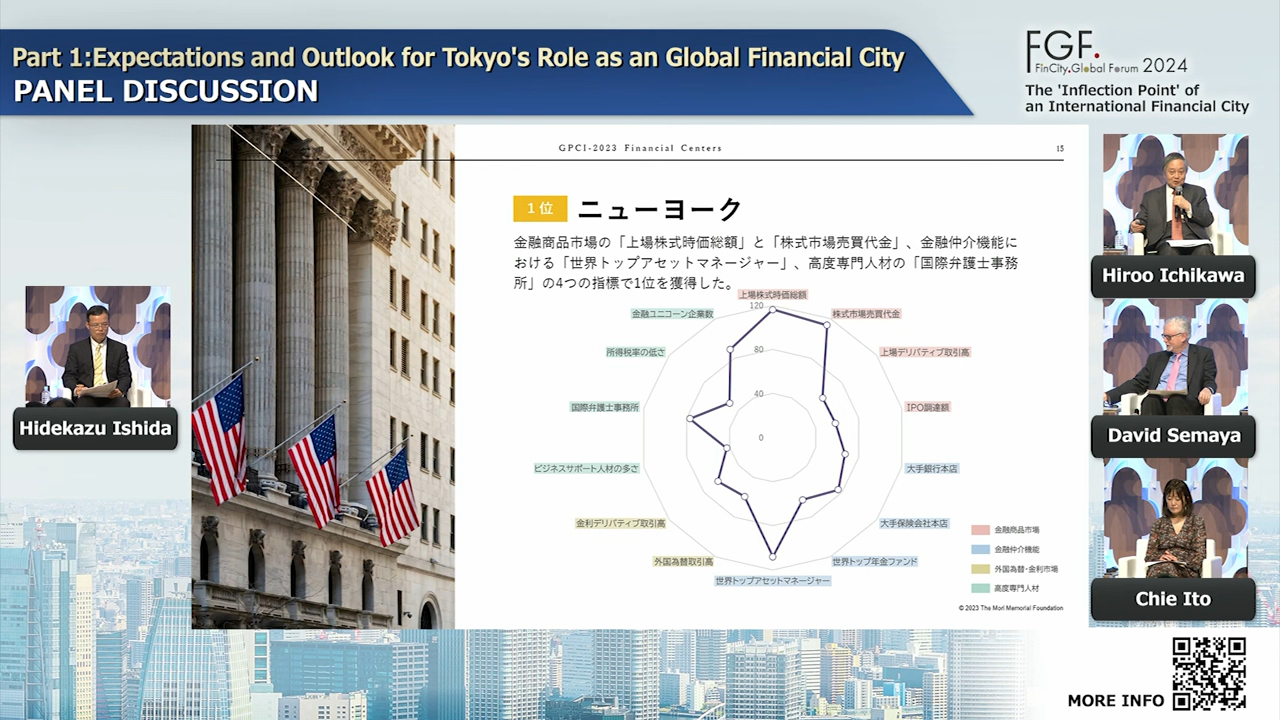 Part 1:Expectations and Outlook for Tokyo's Role as an Global Financial City
PANEL DISCUSSION
FGF.
FinCity.Global Forum 2024
The 'Inflection Point' of
an International Financial City
GPCI-2023 Financial Centers
15
1位 ニューヨーク
金融商品市場の「上場株式時価総額」と「株式市場売買代金」、金融仲介機能に
おける「世界トップアセットマネージャー」、高度専門人材の「国際弁護士事務
所」の4つの指標で1位を獲得した。
上場株式時価総額
120
金融ユニコーン企業数
株式市場売買代金
所得税率の低さ
80
上場デリバティブ取引高
40
国際弁護士事務所
IPO調達額
0
ビジネスサポート人材の多さ
大手銀行本店
金利デリバティブ取引高
大手保険会社本店
外国為替取引高
世界トップ年金ファンド
世界トップアセットマネージャー
金融商品市場
金融仲介機能
外国為替・金利市場
高度専門人材
© 2023 The Mori Memorial Foundation
Hidekazu Ishida
Hiroo Ichikawa
David Semaya
Chie Ito
MORE INFO